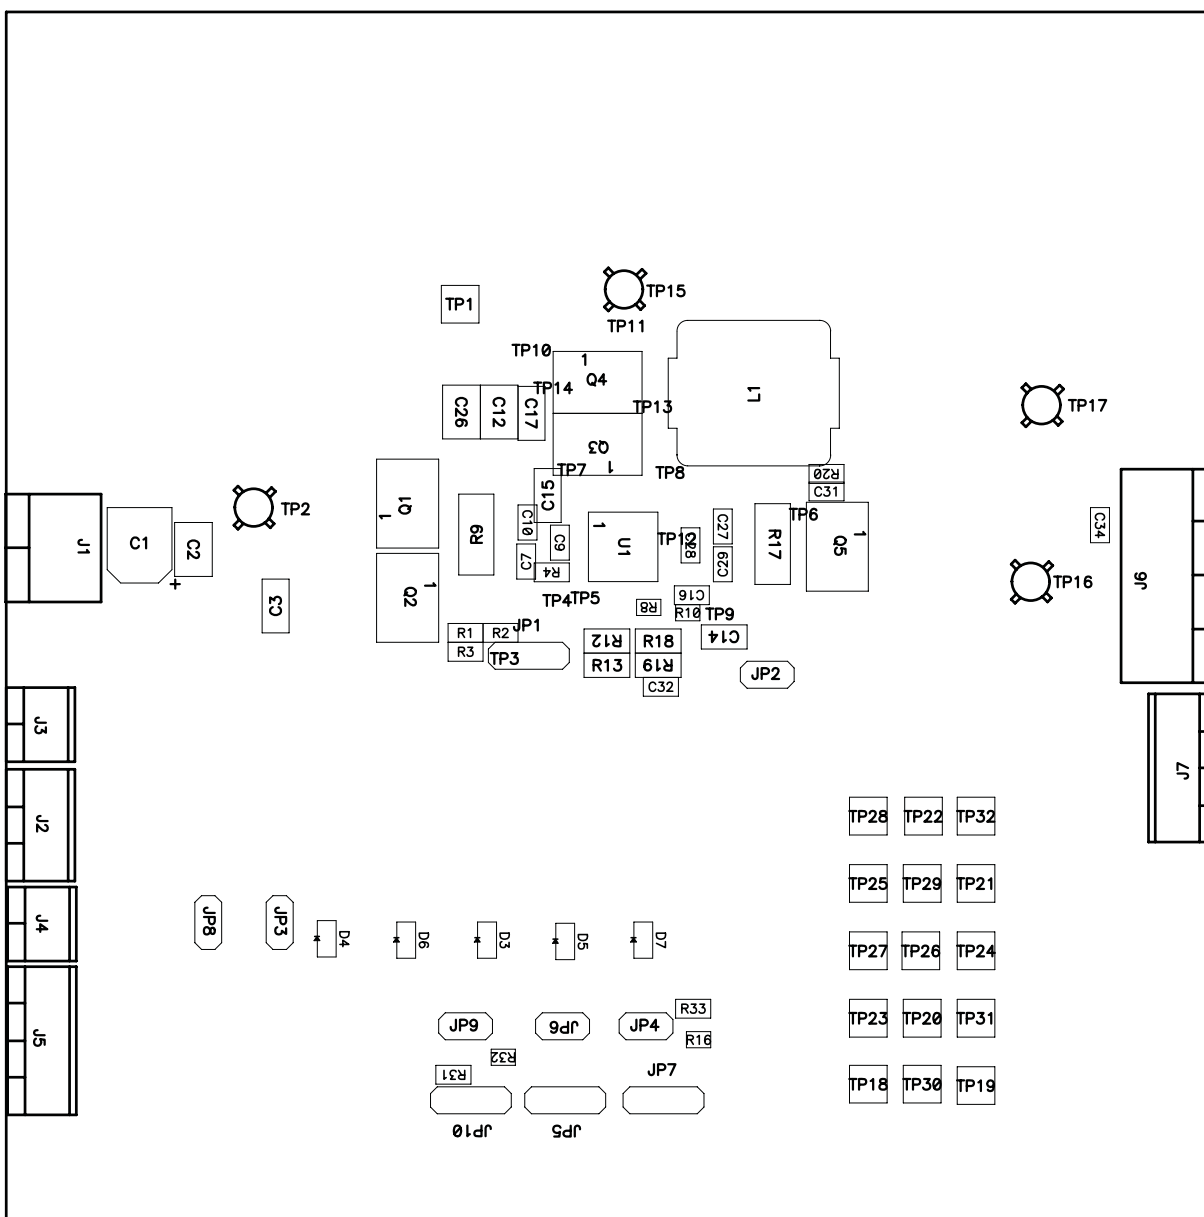 TP15
TP1
TP11
TP10
1
Q4
TP14
TP13
L1
TP17
C26
C12
C17
Q3
1
TP7
TP8
R20
C31
TP2
Q1
1
R9
C15
C10
1
U1
TP12
C28
C27
R17
TP6
1
Q5
C34
J1
C1
+
C2
C3
Q2
1
C7
C9
R4
C29
TP4
TP5
R8
C16
R10
TP9
C14
TP16
J6
R1
R2
JP1
R3
TP3
R12
R18
R13
R19
C32
JP2
J3
J7
J2
TP28
TP22
TP32
TP25
TP29
TP21
J4
JP8
JP3
D4
D6
D3
D5
D7
TP27
TP26
TP24
J5
JP9
JP6
JP4
R33
R16
TP23
TP20
TP31
R32
R31
JP7
TP18
TP30
TP19
JP10
JP5